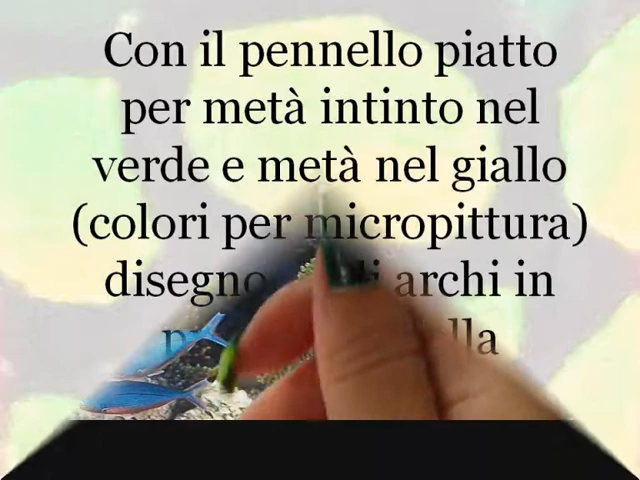 Con il pennello piatto
per metà intinto nel
verde e metà nel giallo
(colori per micropittura)
disegno archi in